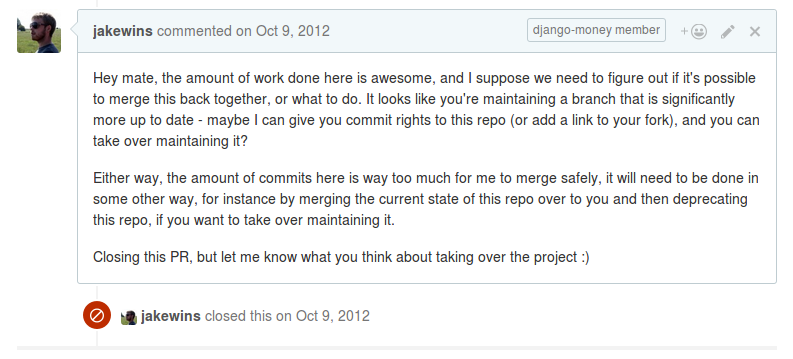 jakewins commented on Oct 9, 2012
django-money member
Hey mate, the amount of work done here is awesome, and I suppose we need to figure out if it's possible
to merge this back together, or what to do. It looks like you're maintaining a branch that is significantly
more up to date - maybe I can give you commit rights to this repo (or add a link to your fork), and you can
take over maintaining it?
Either way, the amount of commits here is way too much for me to merge safely, it will need to be done in
some other way, for instance by merging the current state of this repo over to you and then deprecating
this repo, if you want to take over maintaining it.
Closing this PR, but let me know what you think about taking over the project :)
jakewins closed this on Oct 9, 2012